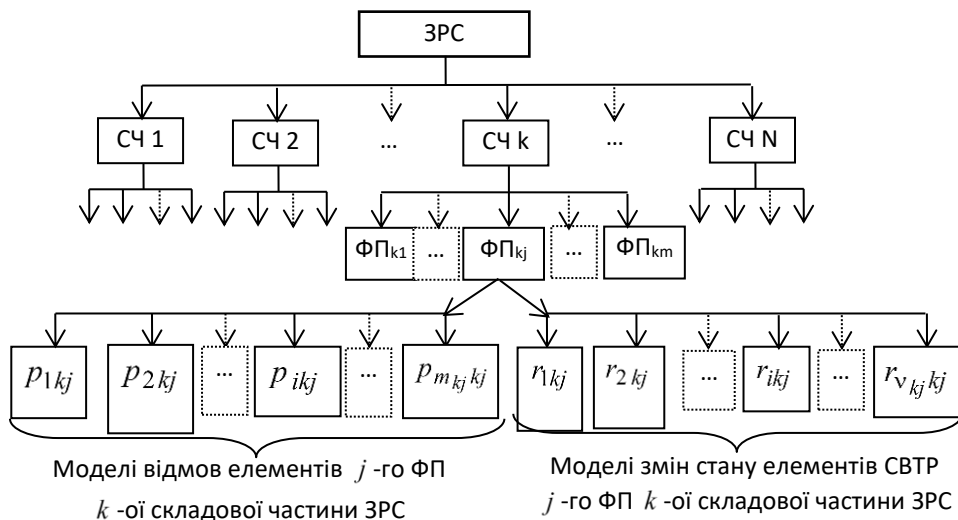 ЗРС
СЧ 1 СЧ 2 ... СЧ k ... СЧ N
ФПk1 ... ФПkj ... ФПkm
p1kj p2kj ... pikj ... pmkjkj r1kj r2kj ... rikj ... rνkjkj
Моделі відмов елементів j -го ФП
k -ої складової частини ЗРС
Моделі змін стану елементів СВТР
j -го ФП k -ої складової частини ЗРС